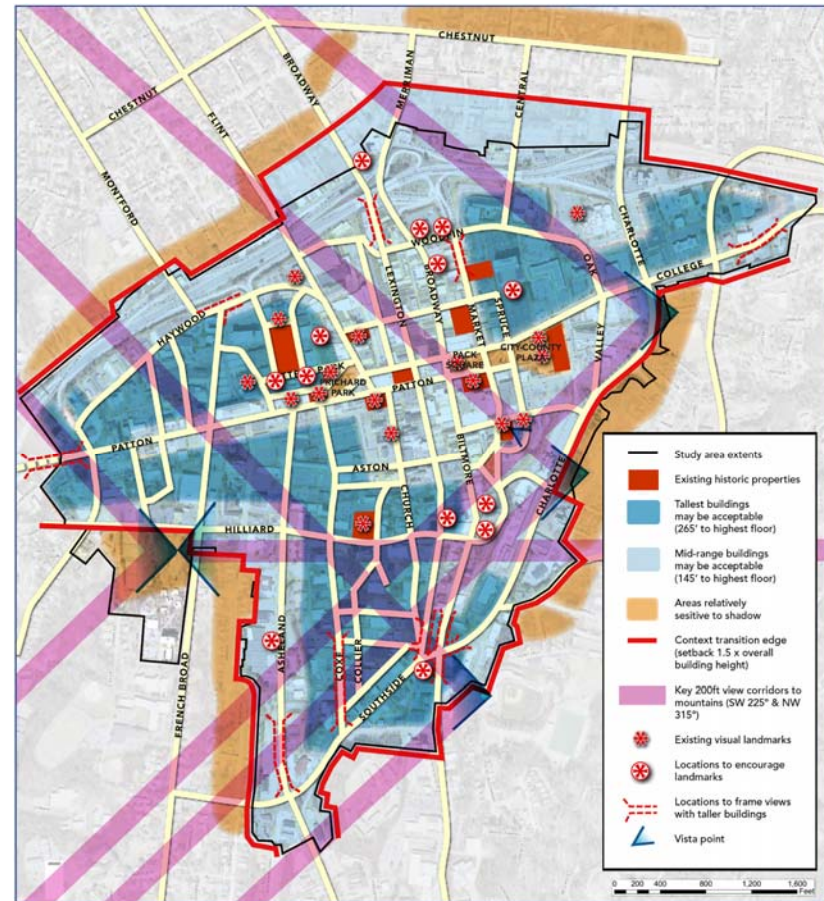 CHESTNUT
BROADWAY
MERRIMAN
CENTRAL
CHESTNUT
FLINT
MONTFORD
CHARLOTTE
WOODFIN
OAK
COLLEGE
LEXINGTON
BROADWAY
MARKET
SPRUCE
HAYWOOD
VALLEY
CITY-COUNTY
PLAZA
PACK
SQUARE
PARK
PRITCHARD
PARK
PATTON
PATTON
ASTON
BILTMORE
CHARLOTTE
CHURCH
HILLIARD
ASHELAND
COXE
COLLIER
SOUTHSIDE
FRENCH BROAD
Study area extents
Existing historic properties
Tallest buildings
may be acceptable
(265' to highest floor)
Mid-range buildings
may be acceptable
(145' to highest floor)
Areas relatively
sesitive to shadow
Context transition edge
(setback 1.5 x overall
building height)
Key 200ft view corridors to
mountains (SW 225° & NW
315°)
Existing visual landmarks
Locations to encourage
landmarks
Locations to frame views
with taller buildings
Vista point
0 200 400 800 1,200 1,600
Feet